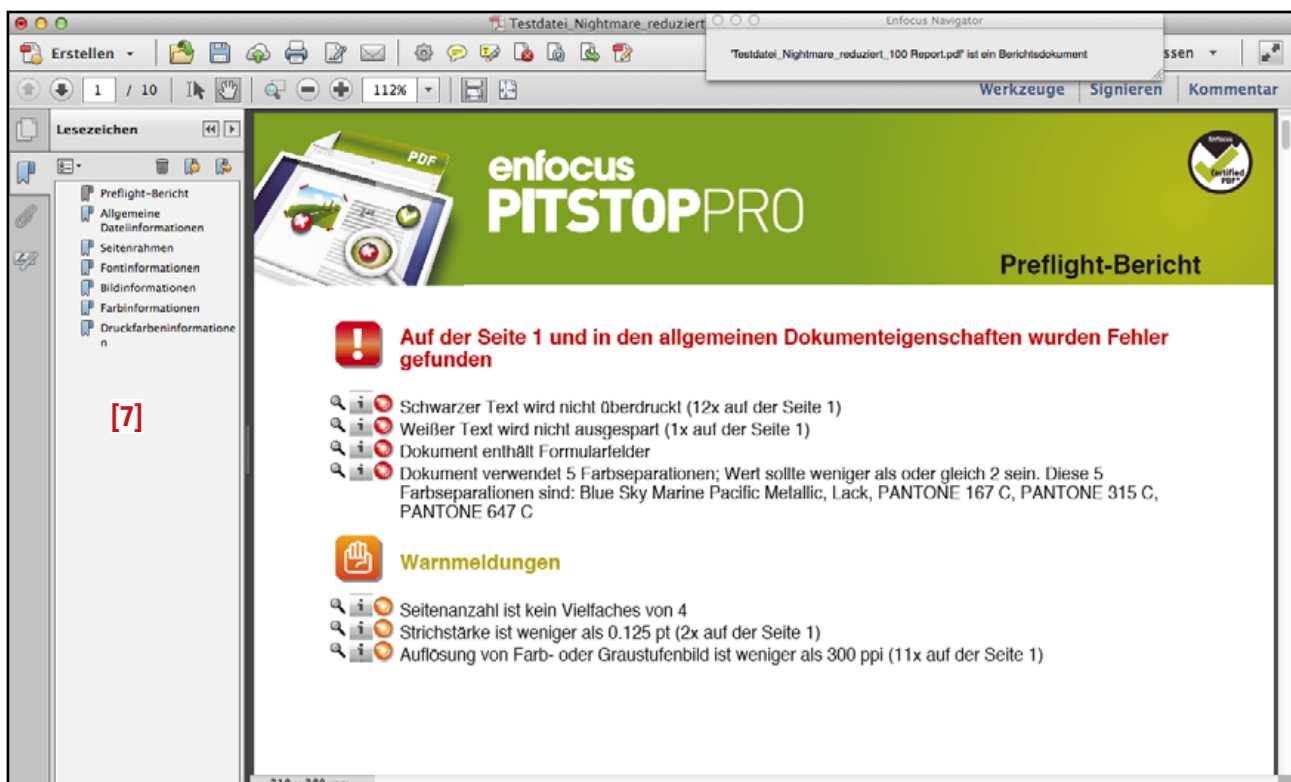 Testdatei_Nightmare_reduziert
Enfocus Navigator
'Testdatei_Nightmare_reduziert_100 Report.pdf' ist ein Berichtsdokument
Erstellen
ssen
1 / 10
112%
Werkzeuge Signieren Kommentar
Lesezeichen
Preflight-Bericht
Allgemeine
Dateiinformationen
Seitenrahmen
Fontinformationen
Bildinformationen
Farbinformationen
Druckfarbeninformatione
n
[7]
PDF
enfocus
PITSTOPPRO
Enfocus
Certified
PDF
Preflight-Bericht
Auf der Seite 1 und in den allgemeinen Dokumenteigenschaften wurden Fehler
gefunden
Schwarzer Text wird nicht überdruckt (12x auf der Seite 1)
Weißer Text wird nicht ausgespart (1x auf der Seite 1)
Dokument enthält Formularfelder
Dokument verwendet 5 Farbseparationen; Wert sollte weniger als oder gleich 2 sein. Diese 5
Farbseparationen sind: Blue Sky Marine Pacific Metallic, Lack, PANTONE 167 C, PANTONE 315 C,
PANTONE 647 C
Warnmeldungen
Seitenanzahl ist kein Vielfaches von 4
Strichstärke ist weniger als 0.125 pt (2x auf der Seite 1)
Auflösung von Farb- oder Graustufenbild ist weniger als 300 ppi (11x auf der Seite 1)